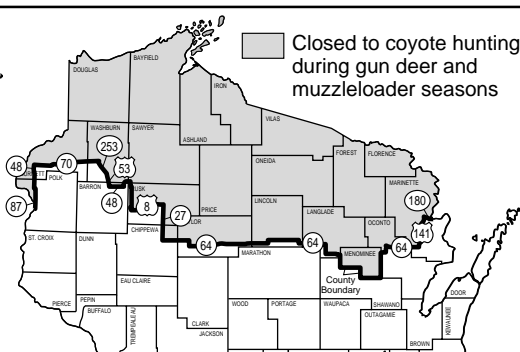 Closed to coyote hunting
during gun deer and
muzzleloader seasons
BAYFIELD
DOUGLAS
IRON
VILAS
WASHBURN
SAWYER
ASHLAND
253
FOREST
FLORENCE
48
70
ONEIDA
53
POLK
MARINETTE
BARRON
180
48
8
PRICE
LINCOLN
LANGLADE
87
27
OCONTO
CHIPPEWA
141
ST. CROIX
DUNN
64
MARATHON
64
64
MENOMINEE
EAU CLAIRE
County
Boundary
PIERCE
PEPIN
BUFFALO
TREMPEALEAU
CLARK
JACKSON
WOOD
PORTAGE
WAUPACA
SHAWANO
OUTAGAMIE
DOOR
KEWAUNEE
BROWN